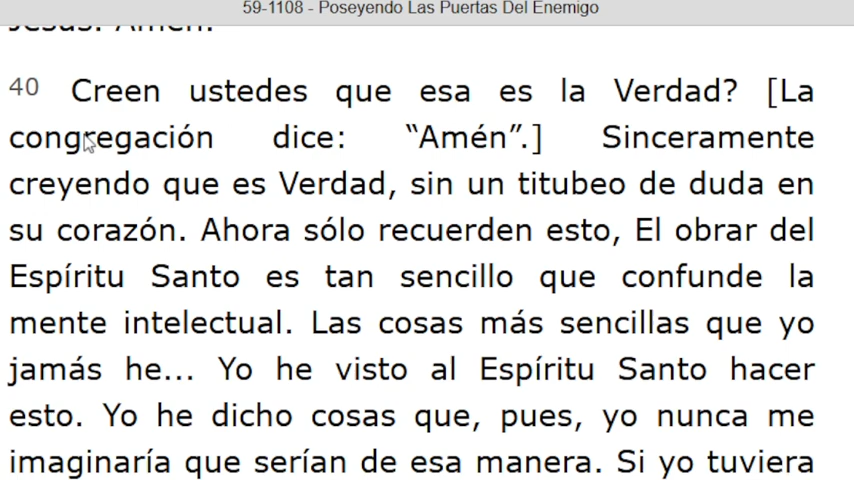 59-1108 - Poseyendo Las Puertas Del Enemigo
Jesús. Amén.
40 Creen ustedes que esa es la Verdad? [La
congregación dice: “Amén”.] Sinceramente
creyendo que es Verdad, sin un titubeo de duda en
su corazón. Ahora sólo recuerden esto, El obrar del
Espíritu Santo es tan sencillo que confunde la
mente intelectual. Las cosas más sencillas que yo
jamás he... Yo he visto al Espíritu Santo hacer
esto. Yo he dicho cosas que, pues, yo nunca me
imaginaría que serían de esa manera. Si yo tuviera